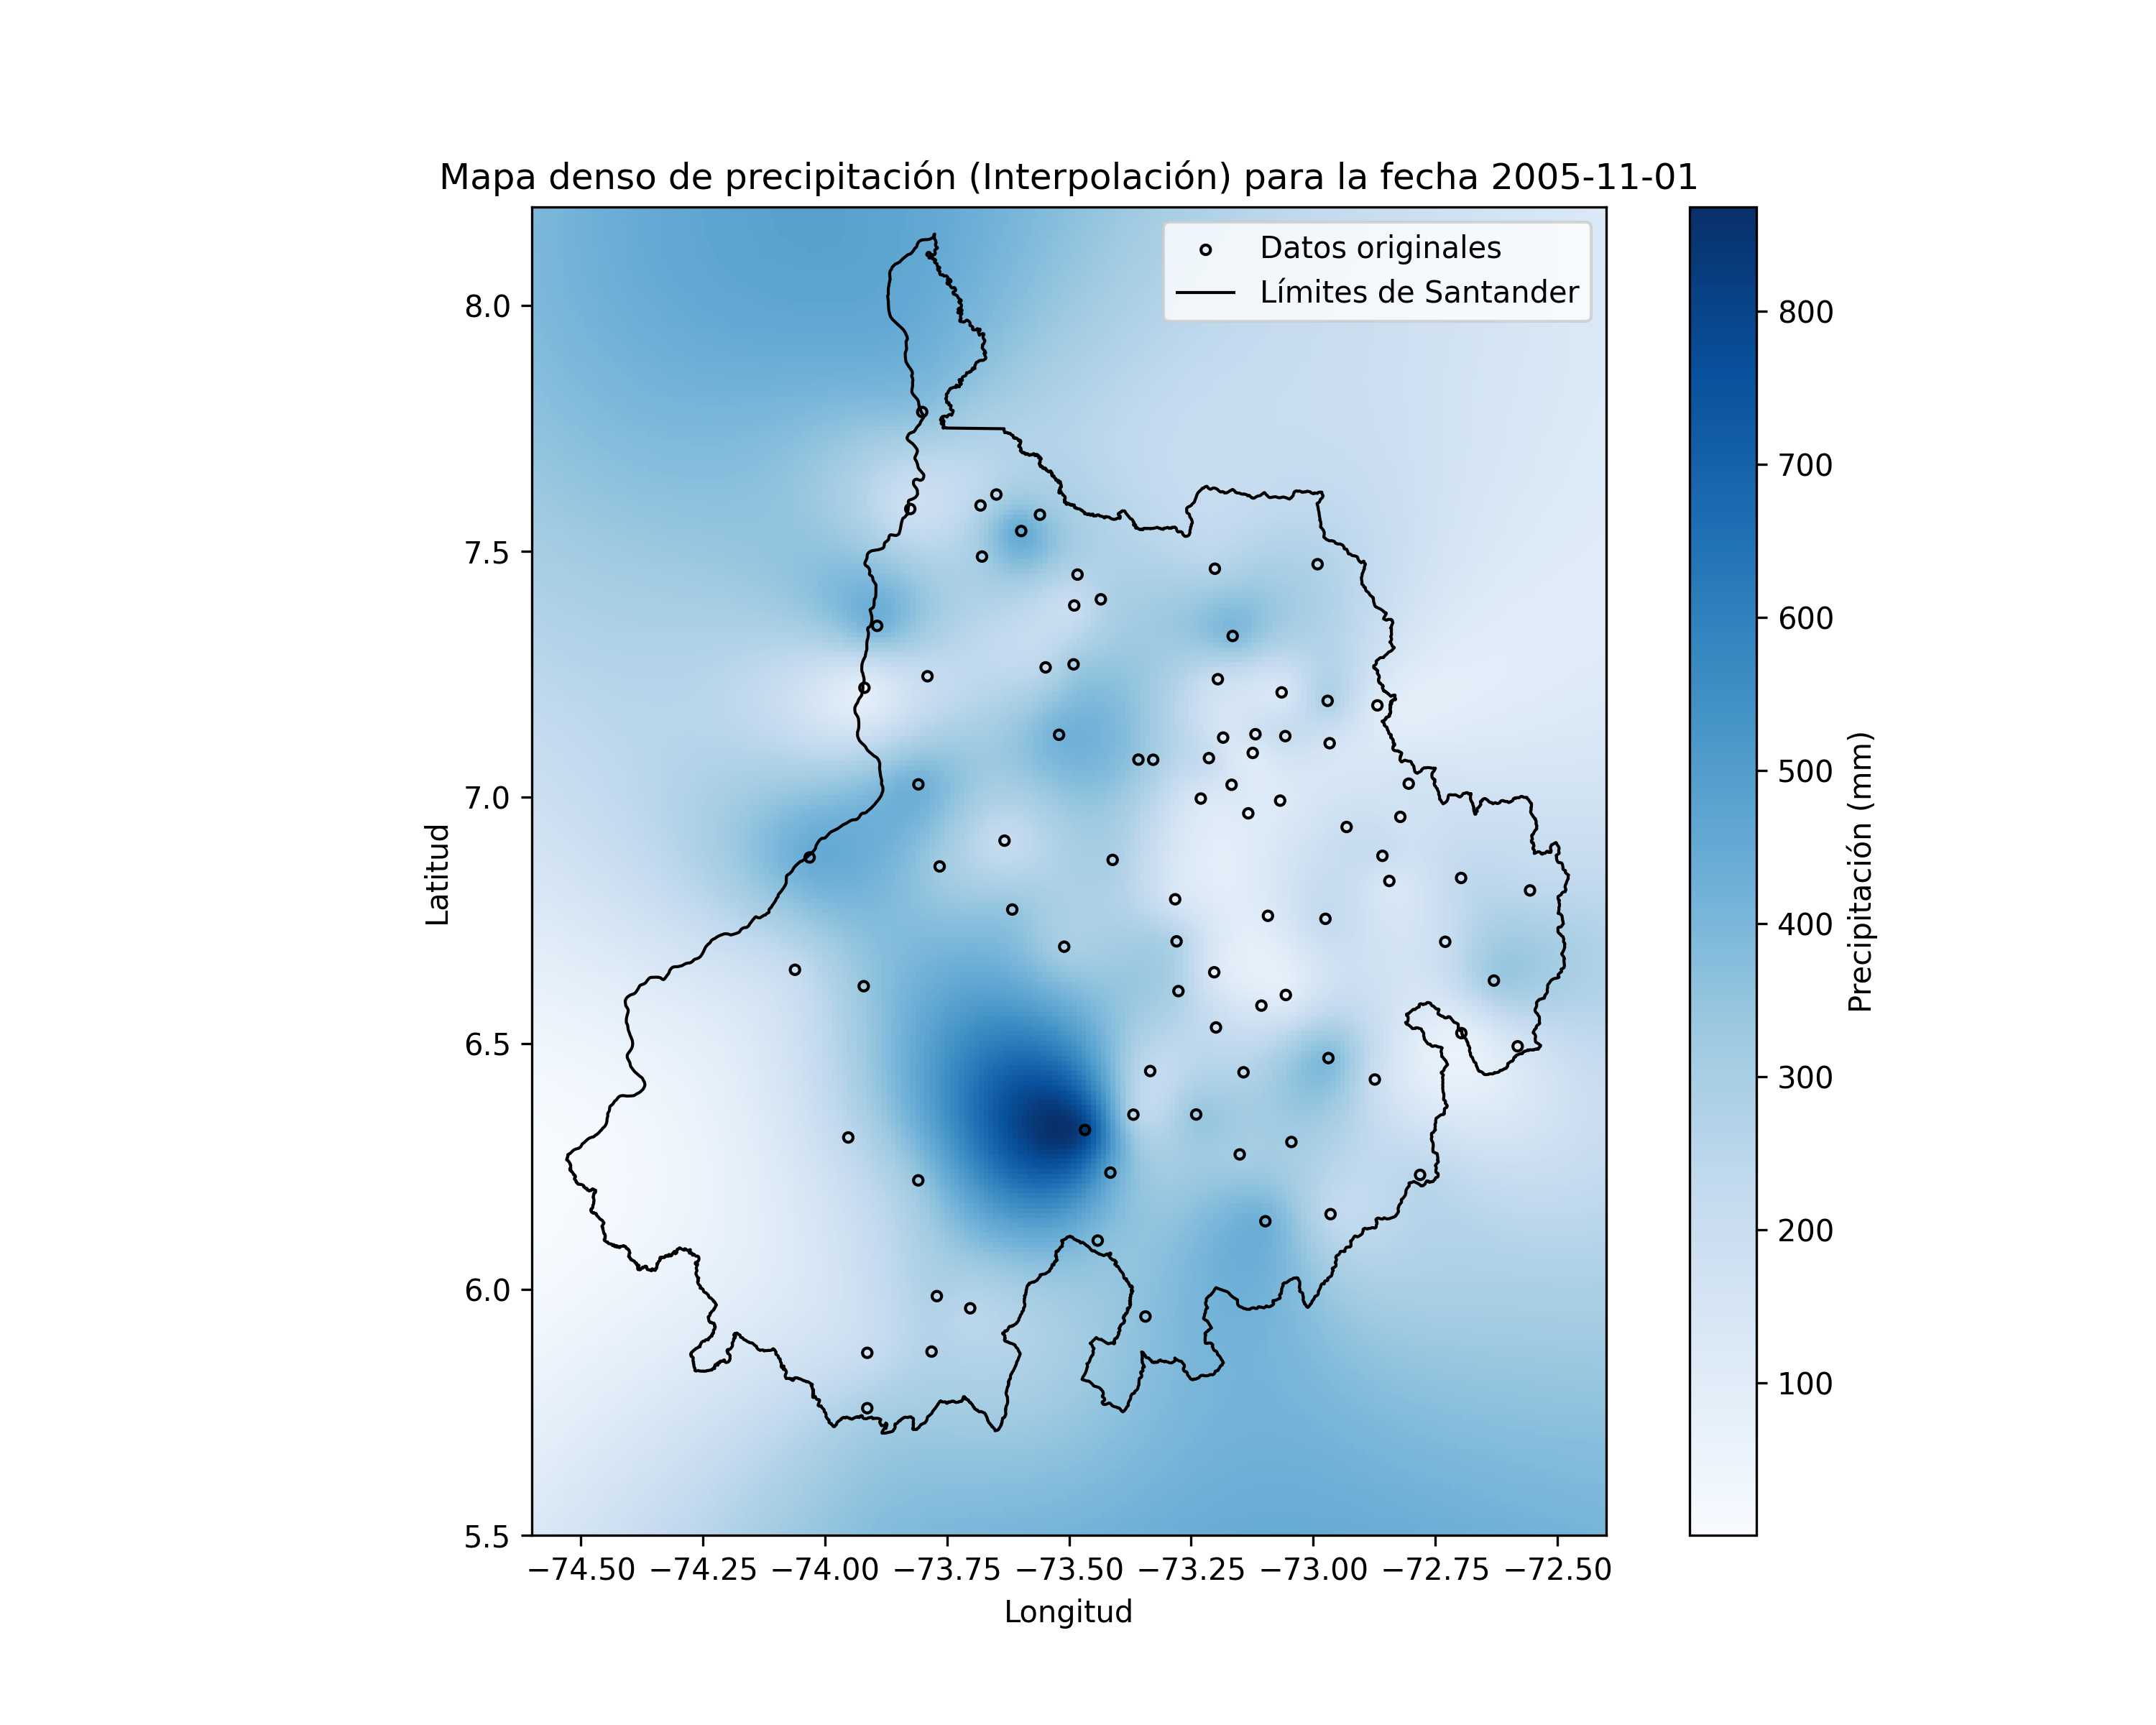 Mapa denso de precipitación (Interpolación) para la fecha 2005-11-01
Datos originales
Límites de Santander
8.0
7.5
7.0
6.5
6.0
5.5
Latitud
−74.50 −74.25 −74.00 −73.75 −73.50 −73.25 −73.00 −72.75 −72.50
Longitud
800
700
600
500
400
300
200
100
Precipitación (mm)